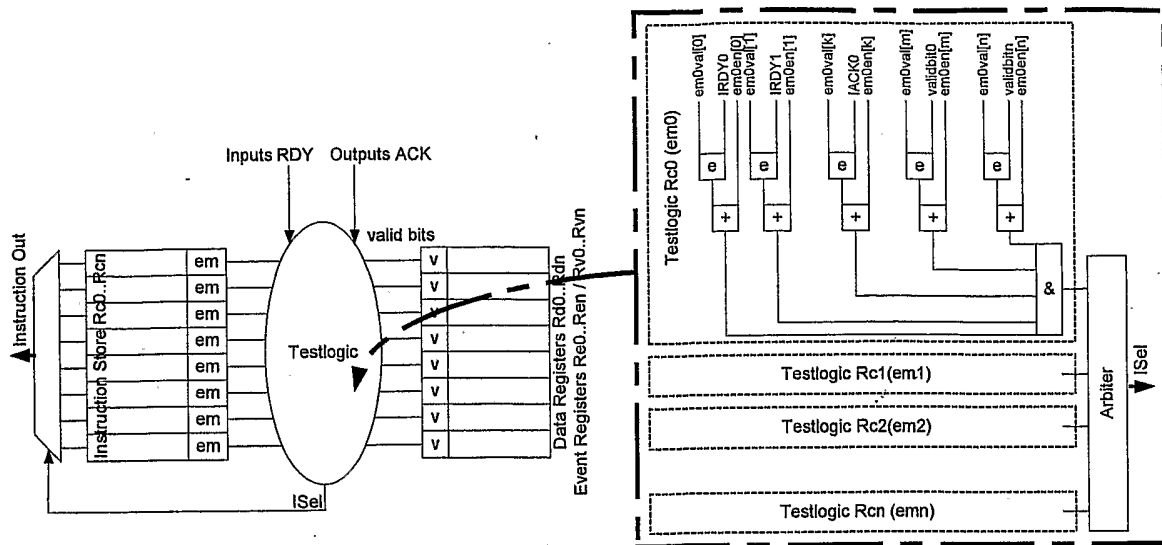 Inputs RDY
Outputs ACK
valid bits
Instruction Out
Instruction Store Rc0..Rcn
em
em
em
em
em
em
em
em
Testlogic
v
v
v
v
v
v
v
v
Data Registers Rd0..Rdn
Event Registers Re0..Ren / Rv0..Rvn
ISel
Testlogic Rc0 (em0)
em0val[0]
IRDY0
em0en[0]
em0val[1]
IRDY1
em0en[1]
em0val[k]
IACK0
em0en[k]
em0val[m]
validbit0
em0en[m]
em0val[n]
validbitn
em0en[n]
e
e
e
e
e
+
+
+
+
+
&
Testlogic Rc1(em1)
Testlogic Rc2(em2)
Testlogic Rcn (emn)
Arbiter
ISel